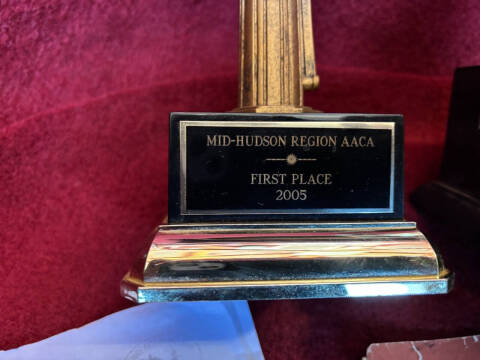 MID-HUDSON REGION AACA
FIRST PLACE
2005